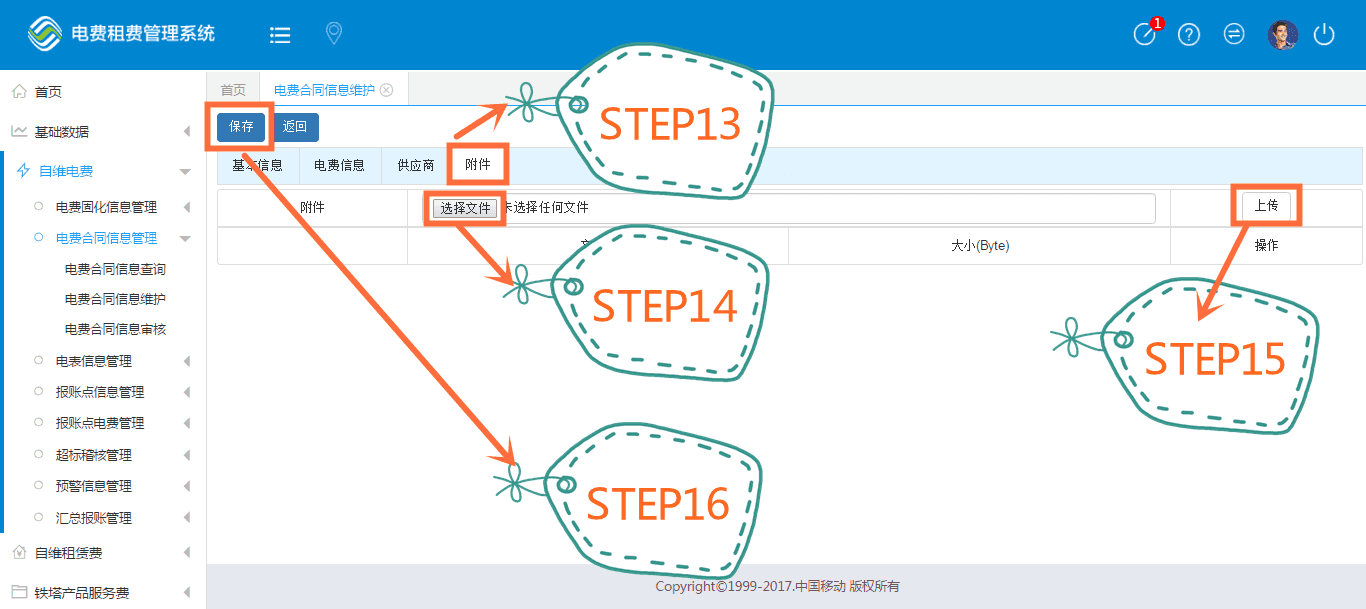 电费租费管理系统
1
首页
基础数据
自维电费
电费固化信息管理
电费合同信息管理
电费合同信息查询
电费合同信息维护
电费合同信息审核
电表信息管理
报账点信息管理
报账点电费管理
超标稽核管理
预警信息管理
汇总报账管理
自维租赁费
铁塔产品服务费
首页 电费合同信息维护
保存 返回
基本信息 电费信息 供应商 附件
附件 选择文件 未选择任何文件 上传
大小(Byte) 操作
STEP13
STEP14
STEP15
STEP16
Copyright©1999-2017.中国移动 版权所有